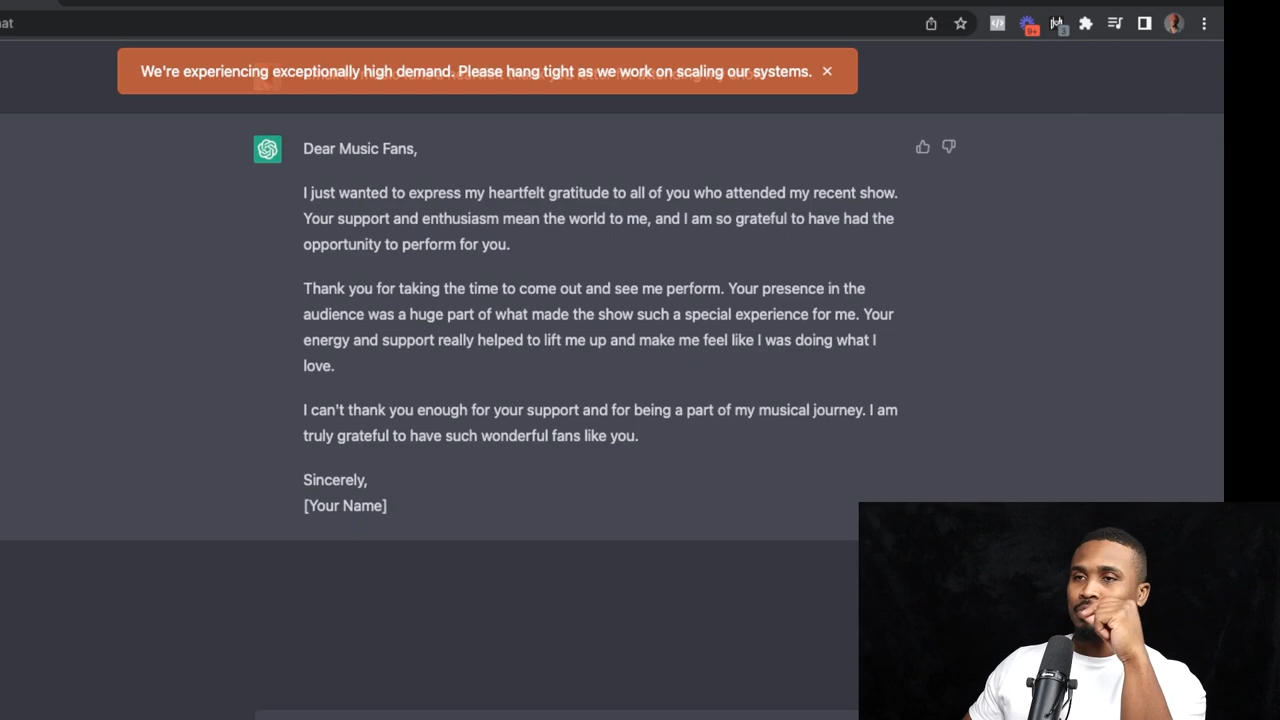 at
9+
3
We're experiencing exceptionally high demand. Please hang tight as we work on scaling our systems. ×
Dear Music Fans,
I just wanted to express my heartfelt gratitude to all of you who attended my recent show.
Your support and enthusiasm mean the world to me, and I am so grateful to have had the
opportunity to perform for you.
Thank you for taking the time to come out and see me perform. Your presence in the
audience was a huge part of what made the show such a special experience for me. Your
energy and support really helped to lift me up and make me feel like I was doing what I
love.
I can't thank you enough for your support and for being a part of my musical journey. I am
truly grateful to have such wonderful fans like you.
Sincerely,
[Your Name]